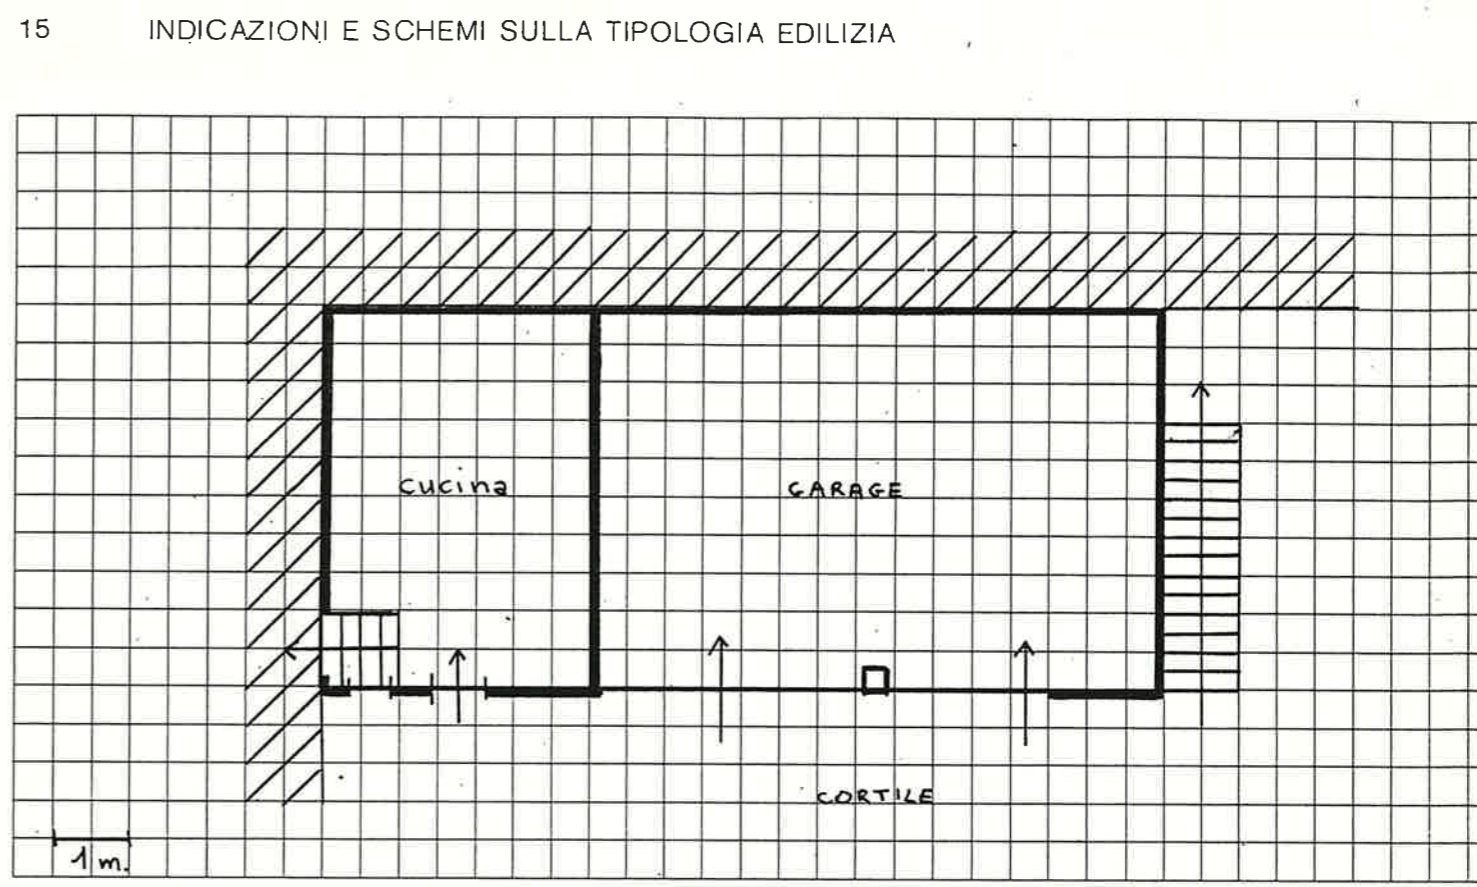 15 INDICAZIONI E SCHEMI SULLA TIPOLOGIA EDILIZIA
cucina
GARAGE
CORTILE
1 m.